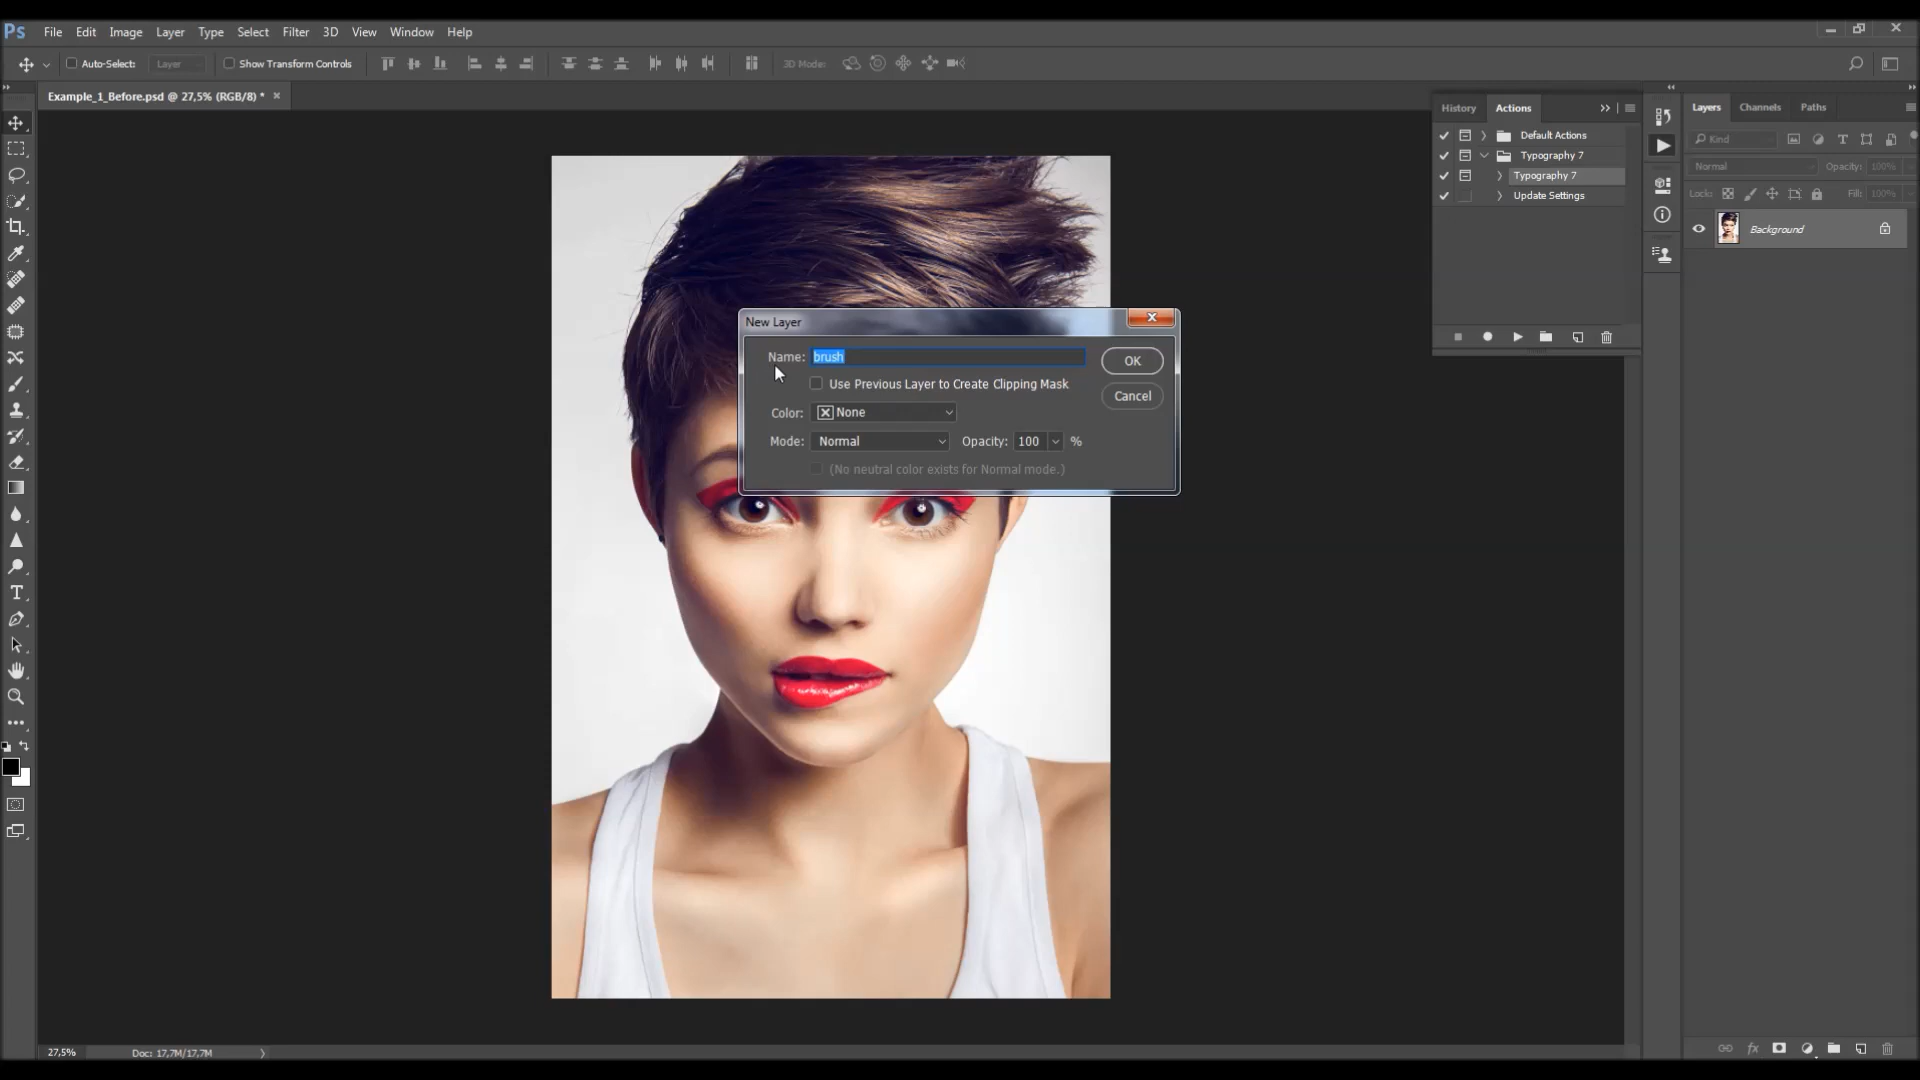 Ps File Edit Image Layer Type Select Filter 3D View Window Help
Auto-Select: Layer Show Transform Controls 3D Mode:
Example_1_Before.psd @ 27,5% (RGB/8) *
History Actions
Default Actions
Typography 7
Typography 7
Update Settings
Layers Channels Paths
Kind
Normal Opacity: 100%
Lock: Fill: 100%
Background
New Layer
Name: brush OK
Use Previous Layer to Create Clipping Mask
Cancel
Color: None
Mode: Normal Opacity: 100 %
(No neutral color exists for Normal mode.)
27,5% Doc: 17,7M/17,7M
fx